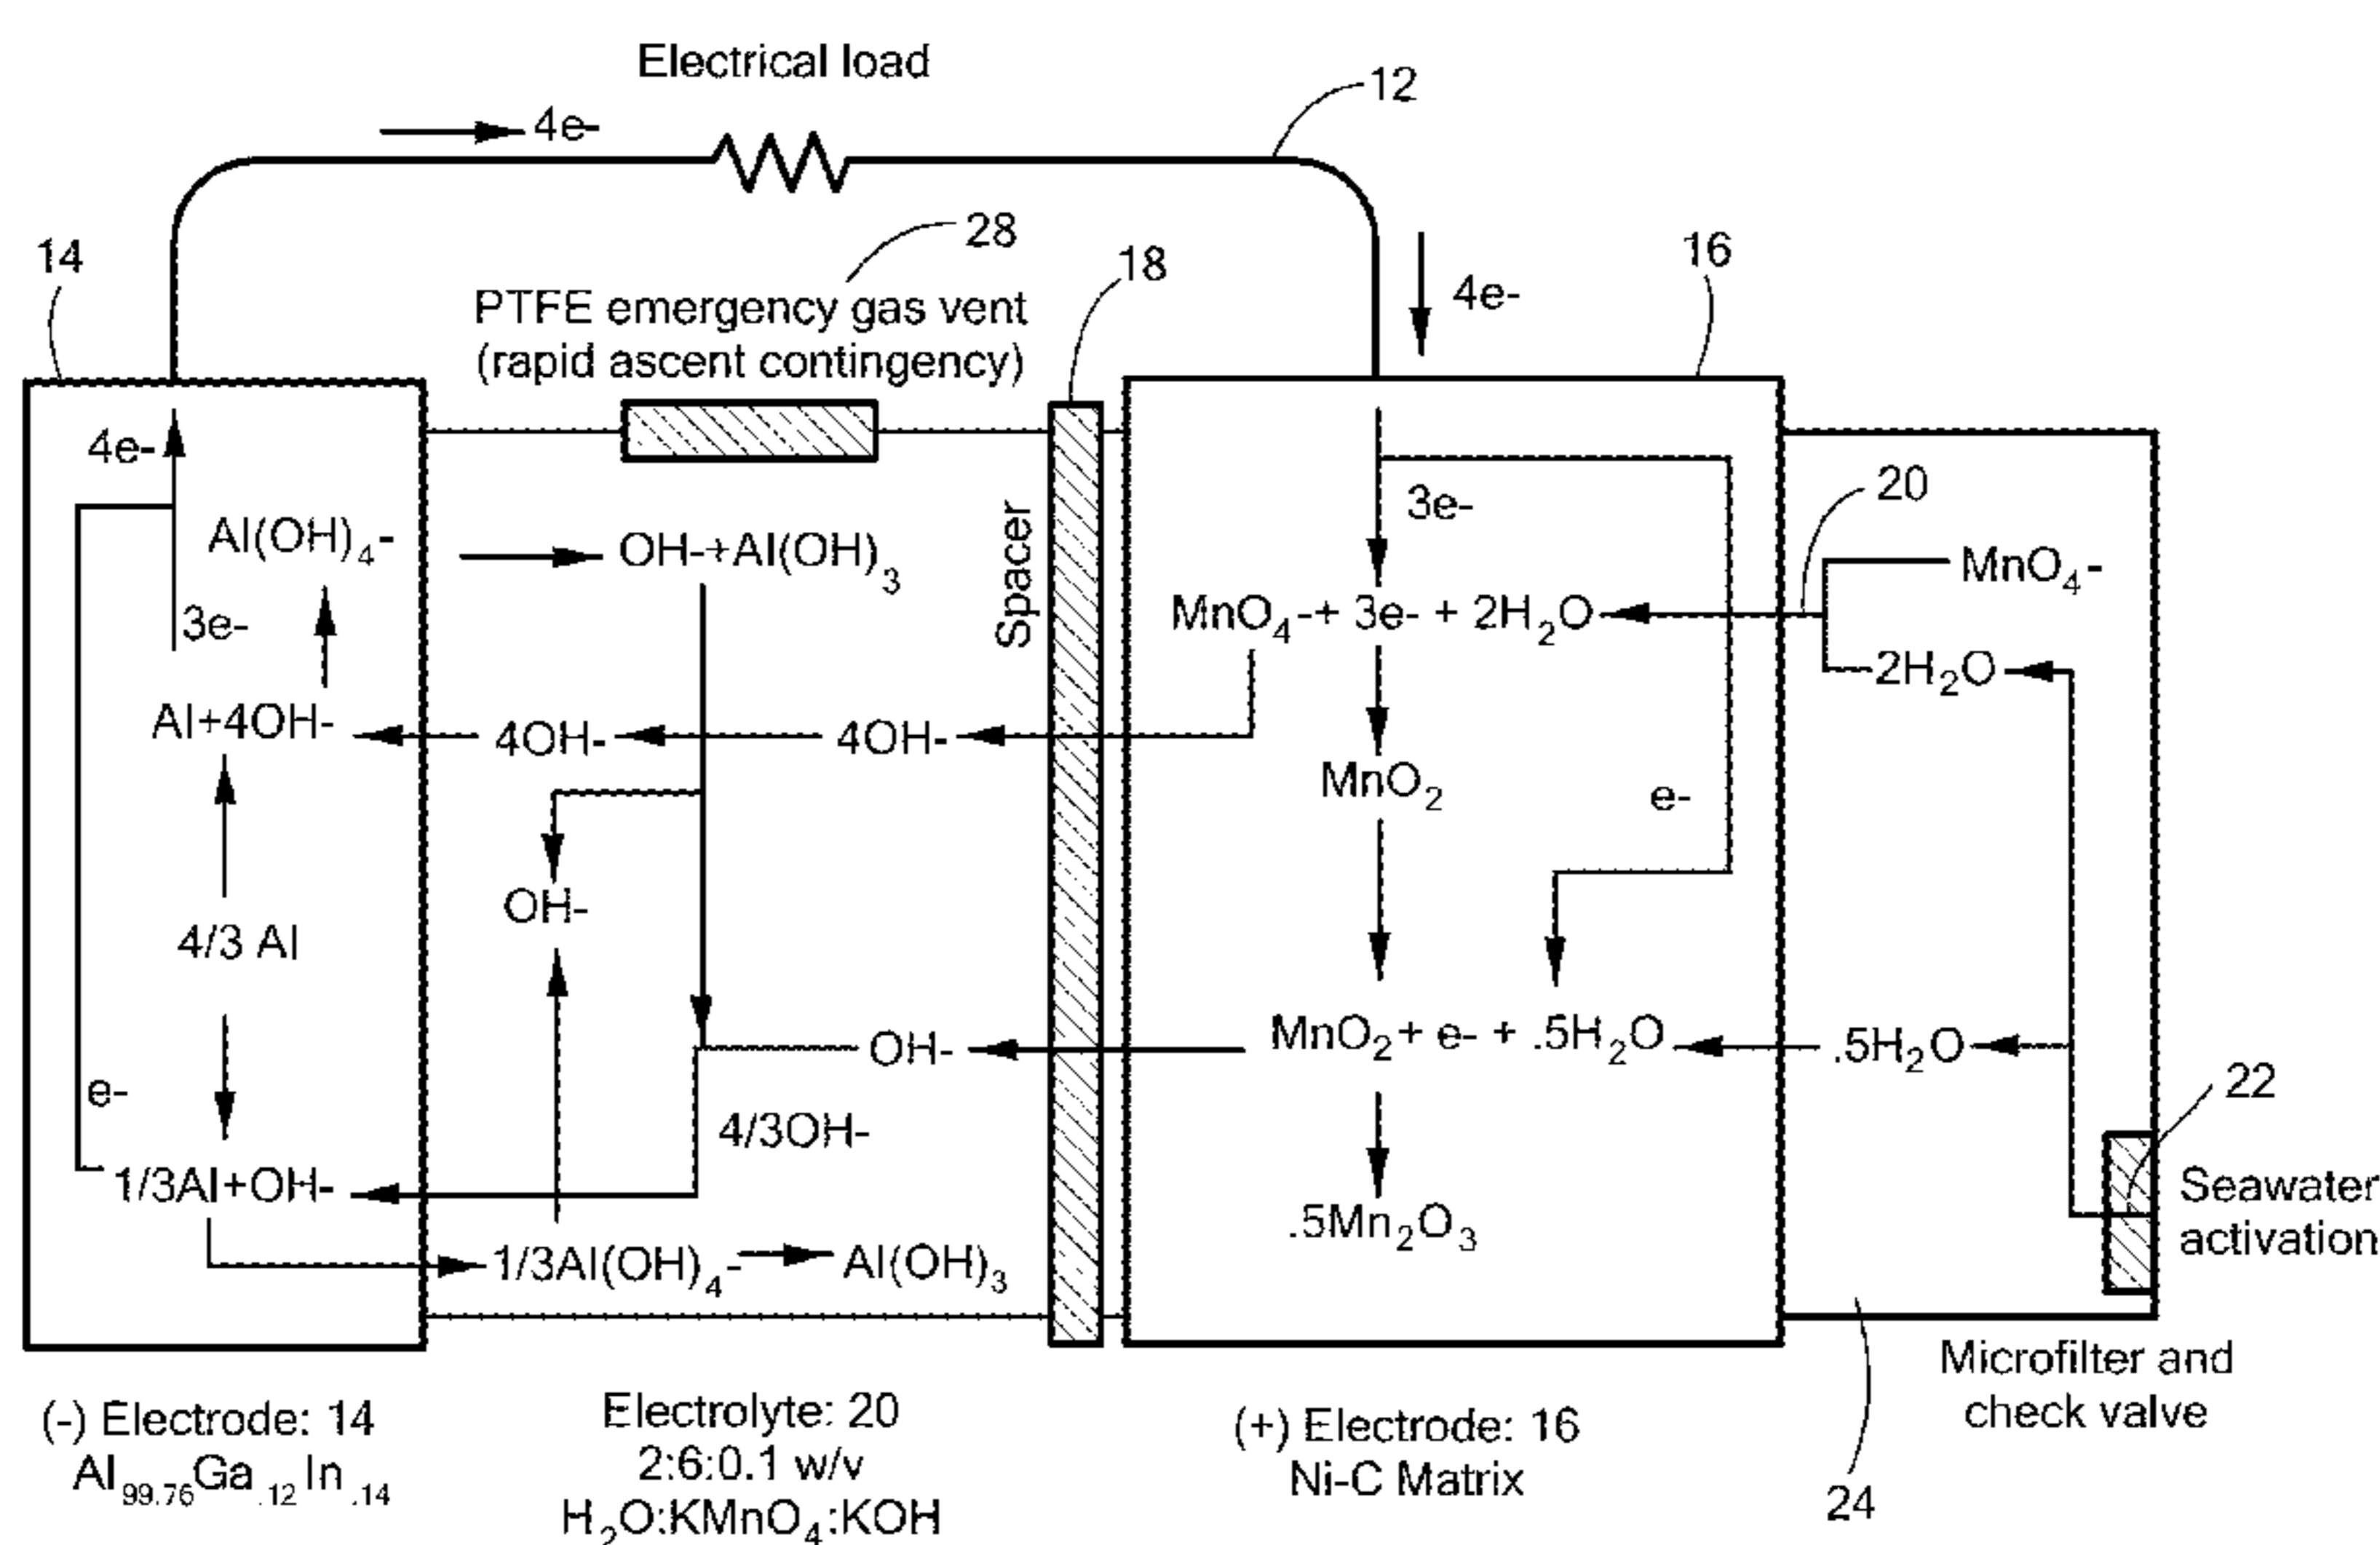 Electrical load
12
4e-
28
PTFE emergency gas vent
(rapid ascent contingency)
14
18
16
4e-
4e-
Al(OH)₄-
3e-
OH-+Al(OH)₃
Spacer
3e-
20
MnO₄-
MnO₄-+ 3e- + 2H₂O
2H₂O
Al+4OH-
4OH-
4OH-
MnO₂
e-
OH-
4/3 Al
MnO₂+ e- + .5H₂O
.5H₂O
OH-
22
e-
4/3OH-
1/3Al+OH-
Seawater
activation
.5Mn₂O₃
1/3Al(OH)₄-
Al(OH)₃
Microfilter and
check valve
24
(-) Electrode: 14
Al₉₉.₇₆Ga.₁₂In.₁₄
Electrolyte: 20
2:6:0.1 w/v
H₂O:KMnO₄:KOH
(+) Electrode: 16
Ni-C Matrix